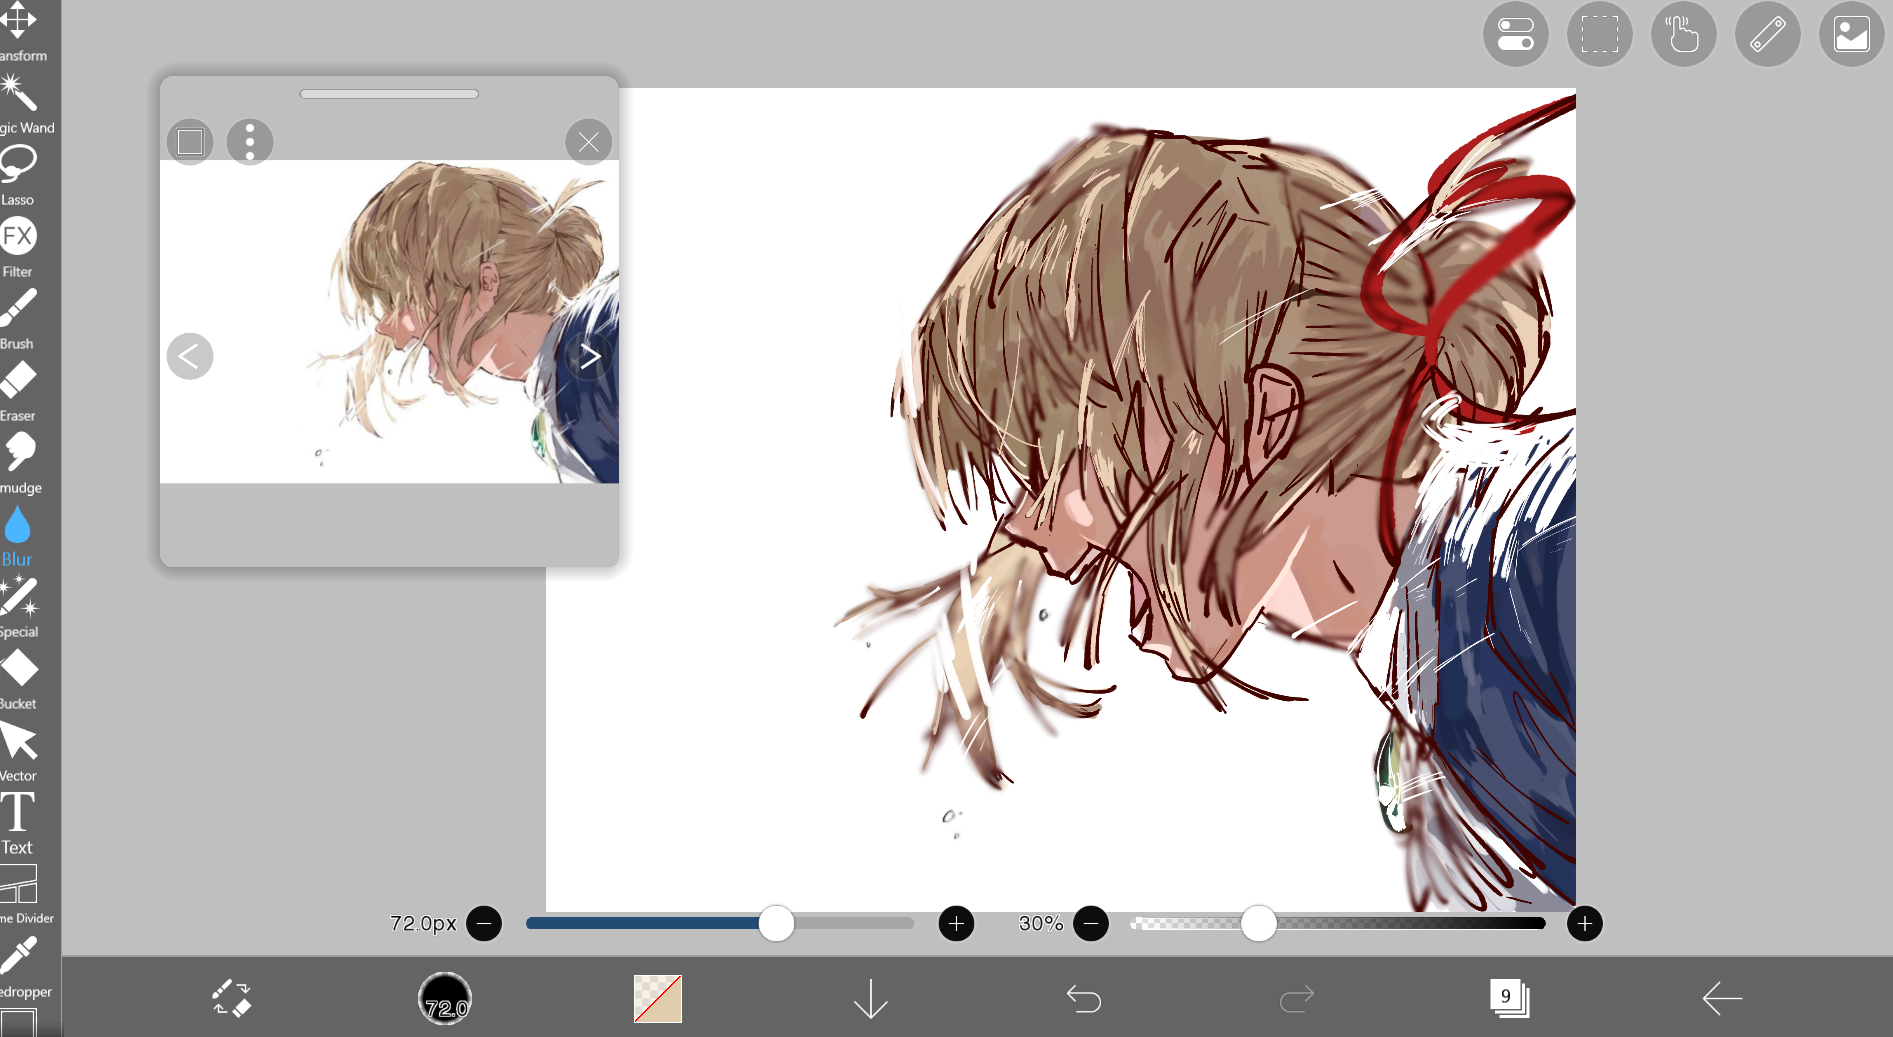 ansform
gic Wand
Lasso
FX
Filter
Brush
Eraser
mudge
Blur
Special
Bucket
Vector
T
Text
me Divider
edropper
72.0px
30%
72.0
9